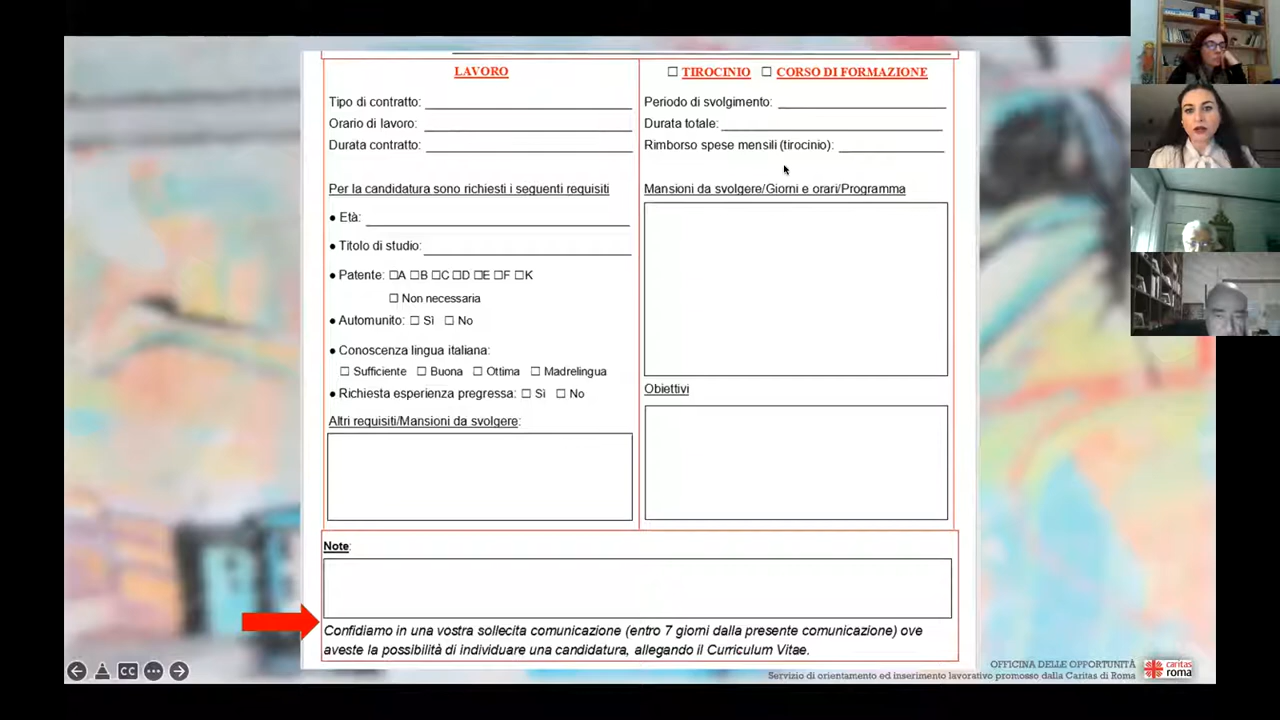 LAVORO
Tipo di contratto:
Orario di lavoro:
Durata contratto:
Per la candidatura sono richiesti i seguenti requisiti
● Età:
● Titolo di studio:
● Patente: ☐A ☐B ☐C ☐D ☐E ☐F ☐K
☐ Non necessaria
● Automunito: ☐ Sì ☐ No
● Conoscenza lingua italiana:
☐ Sufficiente ☐ Buona ☐ Ottima ☐ Madrelingua
● Richiesta esperienza pregressa: ☐ Sì ☐ No
Altri requisiti/Mansioni da svolgere:
☐ TIROCINIO ☐ CORSO DI FORMAZIONE
Periodo di svolgimento:
Durata totale:
Rimborso spese mensili (tirocinio):
Mansioni da svolgere/Giorni e orari/Programma
Obiettivi
Note:
Confidiamo in una vostra sollecita comunicazione (entro 7 giorni dalla presente comunicazione) ove
aveste la possibilità di individuare una candidatura, allegando il Curriculum Vitae.
CC
OFFICINA DELLE OPPORTUNITÀ
Servizio di orientamento ed inserimento lavorativo promosso dalla Caritas di Roma
caritas
roma